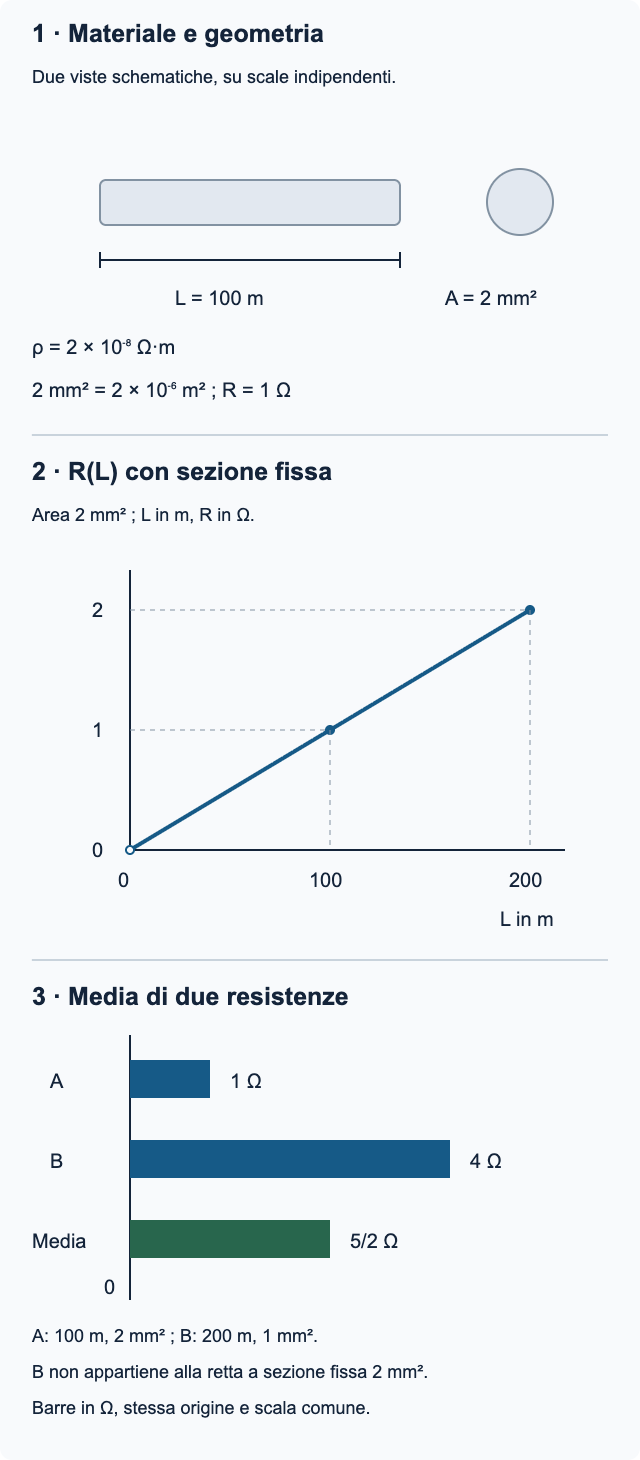 1 · Materiale e geometria
Due viste schematiche, su scale indipendenti.
L = 100 m
A = 2 mm²
ρ = 2 × 10⁻⁸ Ω·m
2 mm² = 2 × 10⁻⁶ m² ; R = 1 Ω
2 · R(L) con sezione fissa
Area 2 mm² ; L in m, R in Ω.
2
1
0
0 100 200
L in m
3 · Media di due resistenze
A 1 Ω
B 4 Ω
Media 5/2 Ω
0
A: 100 m, 2 mm² ; B: 200 m, 1 mm².
B non appartiene alla retta a sezione fissa 2 mm².
Barre in Ω, stessa origine e scala comune.